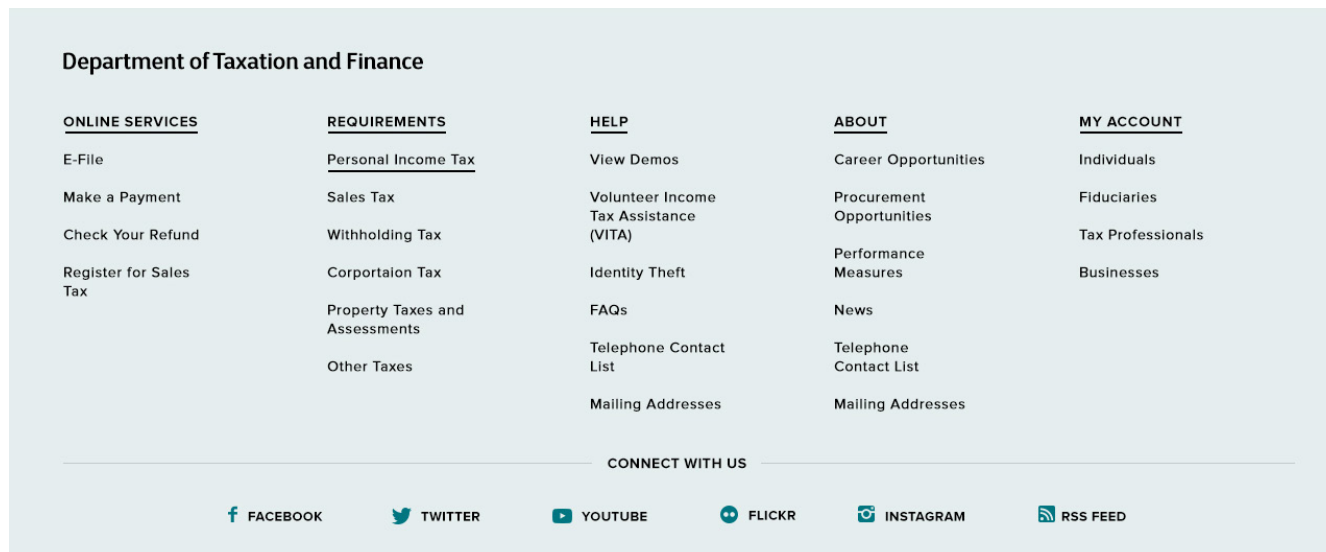 Department of Taxation and Finance
ONLINE SERVICES
E-File
Make a Payment
Check Your Refund
Register for Sales
Tax
REQUIREMENTS
Personal Income Tax
Sales Tax
Withholding Tax
Corportaion Tax
Property Taxes and
Assessments
Other Taxes
HELP
View Demos
Volunteer Income
Tax Assistance
(VITA)
Identity Theft
FAQs
Telephone Contact
List
Mailing Addresses
ABOUT
Career Opportunities
Procurement
Opportunities
Performance
Measures
News
Telephone
Contact List
Mailing Addresses
MY ACCOUNT
Individuals
Fiduciaries
Tax Professionals
Businesses
CONNECT WITH US
FACEBOOK
TWITTER
YOUTUBE
FLICKR
INSTAGRAM
RSS FEED